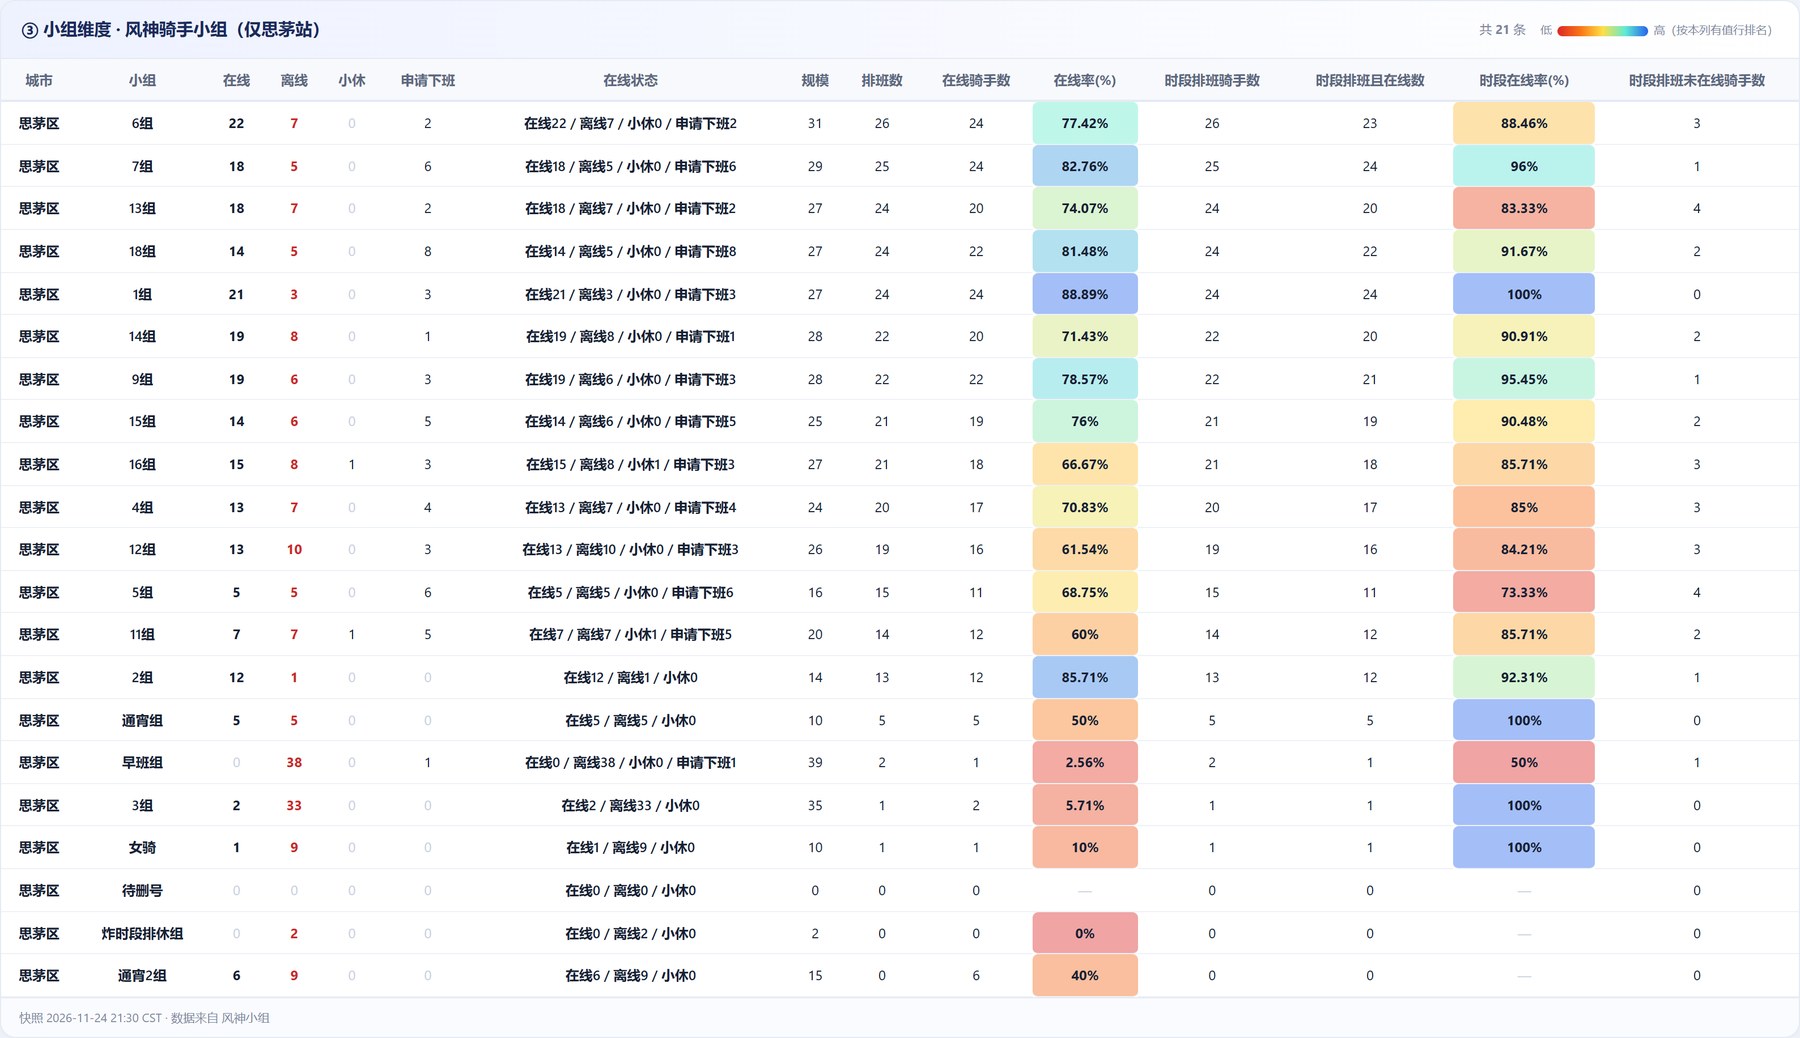 ③ 小组维度 · 风神骑手小组（仅思茅站）
共 21 条 低 高 (按本列有值行排名)
城市 小组 在线 离线 小休 申请下班 在线状态 规模 排班数 在线骑手数 在线率(%) 时段排班骑手数 时段排班且在线数 时段在线率(%) 时段排班未在线骑手数
思茅区 6组 22 7 0 2 在线22 / 离线7 / 小休0 / 申请下班2 31 26 24 77.42% 26 23 88.46% 3
思茅区 7组 18 5 0 6 在线18 / 离线5 / 小休0 / 申请下班6 29 25 24 82.76% 25 24 96% 1
思茅区 13组 18 7 0 2 在线18 / 离线7 / 小休0 / 申请下班2 27 24 20 74.07% 24 20 83.33% 4
思茅区 18组 14 5 0 8 在线14 / 离线5 / 小休0 / 申请下班8 27 24 22 81.48% 24 22 91.67% 2
思茅区 1组 21 3 0 3 在线21 / 离线3 / 小休0 / 申请下班3 27 24 24 88.89% 24 24 100% 0
思茅区 14组 19 8 0 1 在线19 / 离线8 / 小休0 / 申请下班1 28 22 20 71.43% 22 20 90.91% 2
思茅区 9组 19 6 0 3 在线19 / 离线6 / 小休0 / 申请下班3 28 22 22 78.57% 22 21 95.45% 1
思茅区 15组 14 6 0 5 在线14 / 离线6 / 小休0 / 申请下班5 25 21 19 76% 21 19 90.48% 2
思茅区 16组 15 8 1 3 在线15 / 离线8 / 小休1 / 申请下班3 27 21 18 66.67% 21 18 85.71% 3
思茅区 4组 13 7 0 4 在线13 / 离线7 / 小休0 / 申请下班4 24 20 17 70.83% 20 17 85% 3
思茅区 12组 13 10 0 3 在线13 / 离线10 / 小休0 / 申请下班3 26 19 16 61.54% 19 16 84.21% 3
思茅区 5组 5 5 0 6 在线5 / 离线5 / 小休0 / 申请下班6 16 15 11 68.75% 15 11 73.33% 4
思茅区 11组 7 7 1 5 在线7 / 离线7 / 小休1 / 申请下班5 20 14 12 60% 14 12 85.71% 2
思茅区 2组 12 1 0 0 在线12 / 离线1 / 小休0 14 13 12 85.71% 13 12 92.31% 1
思茅区 通宵组 5 5 0 0 在线5 / 离线5 / 小休0 10 5 5 50% 5 5 100% 0
思茅区 早班组 0 38 0 1 在线0 / 离线38 / 小休0 / 申请下班1 39 2 1 2.56% 2 1 50% 1
思茅区 3组 2 33 0 0 在线2 / 离线33 / 小休0 35 1 2 5.71% 1 1 100% 0
思茅区 女骑 1 9 0 0 在线1 / 离线9 / 小休0 10 1 1 10% 1 1 100% 0
思茅区 待删号 0 0 0 0 在线0 / 离线0 / 小休0 0 0 0 — 0 0 — 0
思茅区 炸时段排休组 0 2 0 0 在线0 / 离线2 / 小休0 2 0 0 0% 0 0 — 0
思茅区 通宵2组 6 9 0 0 在线6 / 离线9 / 小休0 15 0 6 40% 0 0 — 0
快照 2026-11-24 21:30 CST · 数据来自 风神小组